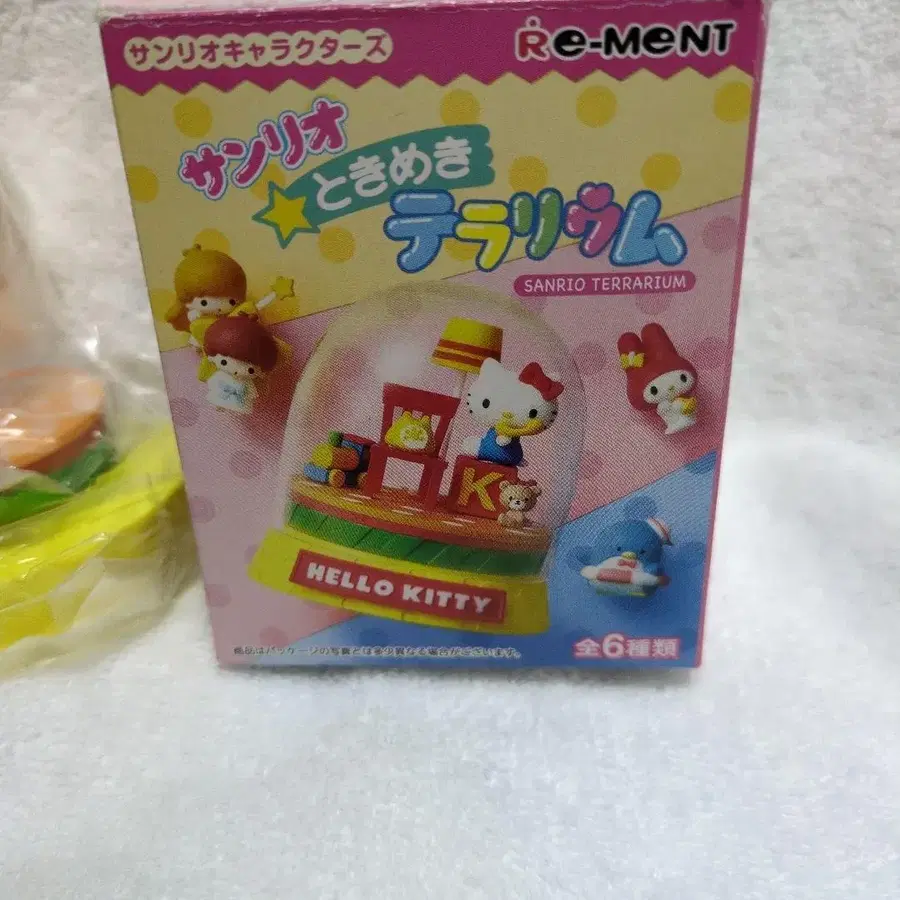 サンリオキャラクターズ
Re-MeNT
サンリオ
ときめき
テラリウム
SANRIO TERRARIUM
K
HELLO KITTY
商品はパッケージの写真とは多少異なる場合がございます。
全6種類